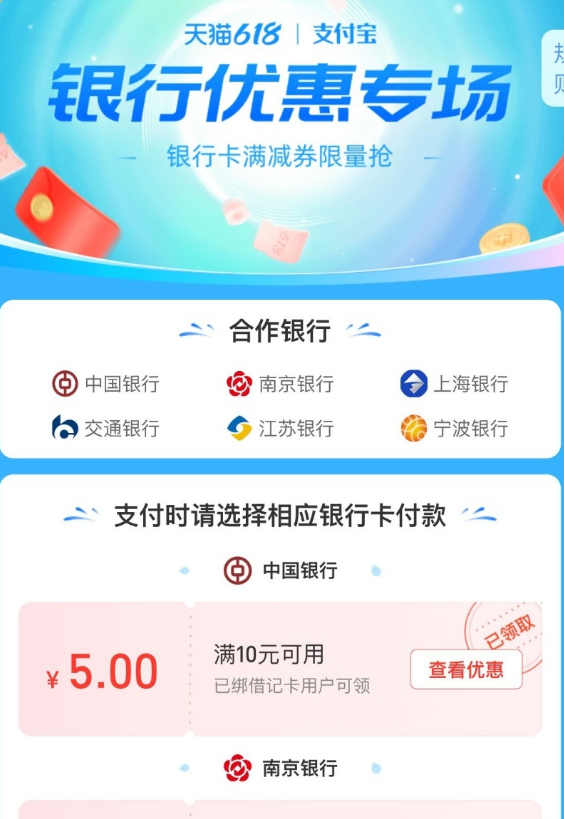 天猫618 | 支付宝
规则
银行优惠专场
银行卡满减券限量抢
618
合作银行
中国银行 南京银行 上海银行
交通银行 江苏银行 宁波银行
支付时请选择相应银行卡付款
中国银行
已领取
¥ 5.00 满10元可用
已绑借记卡用户可领
查看优惠
南京银行